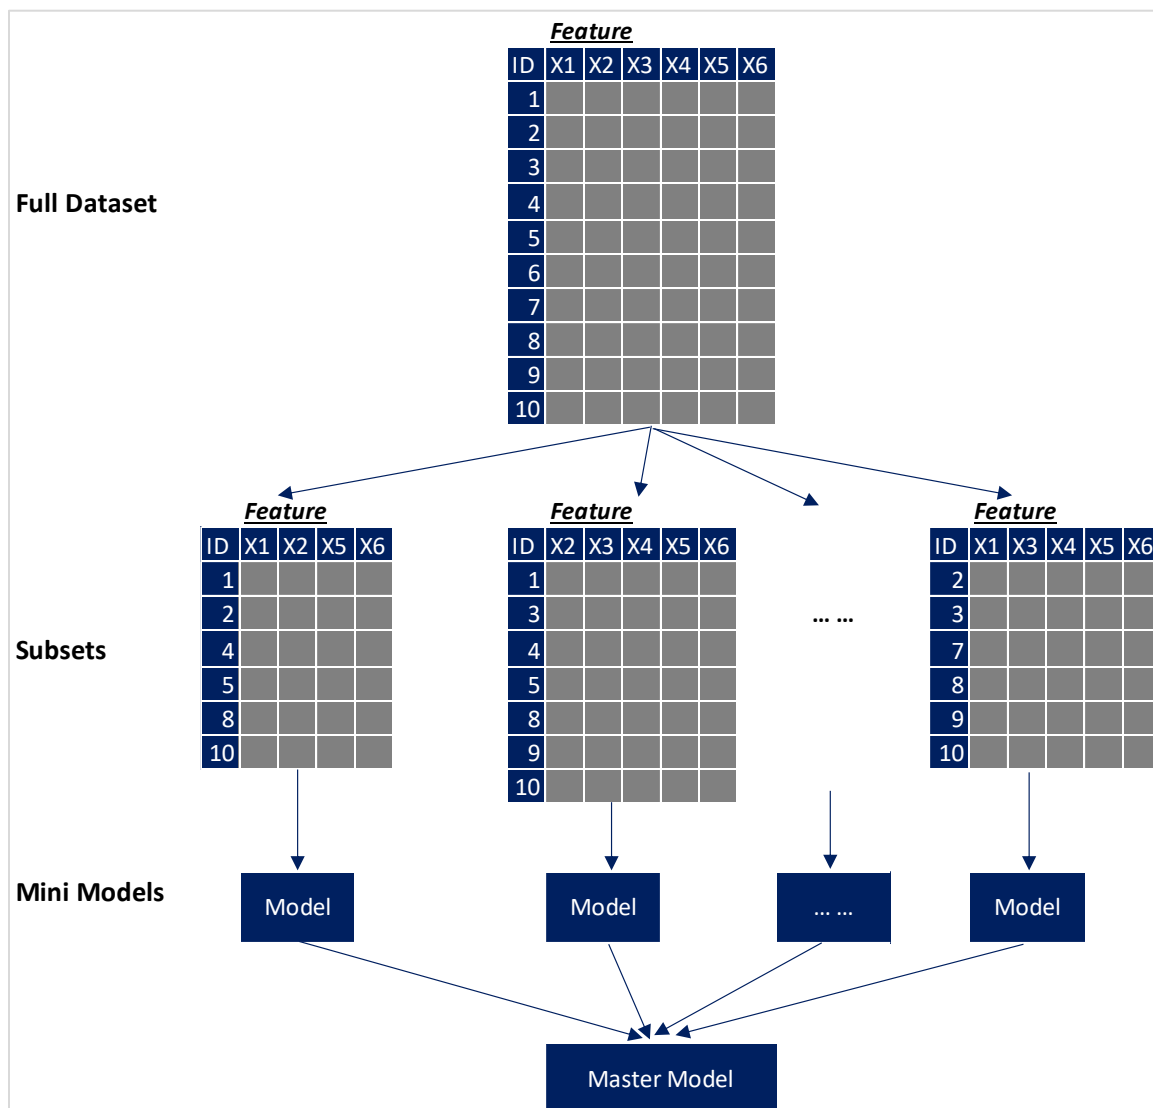 Feature
ID X1 X2 X3 X4 X5 X6
1
2
3
Full Dataset
4
5
6
7
8
9
10
Feature Feature Feature
ID X1 X2 X5 X6
1
2
4
5
8
10
ID X2 X3 X4 X5 X6
1
3
4
5
8
9
10
... ...
ID X1 X3 X4 X5 X6
2
3
7
8
9
10
Subsets
Mini Models
Model Model ... ... Model
Master Model